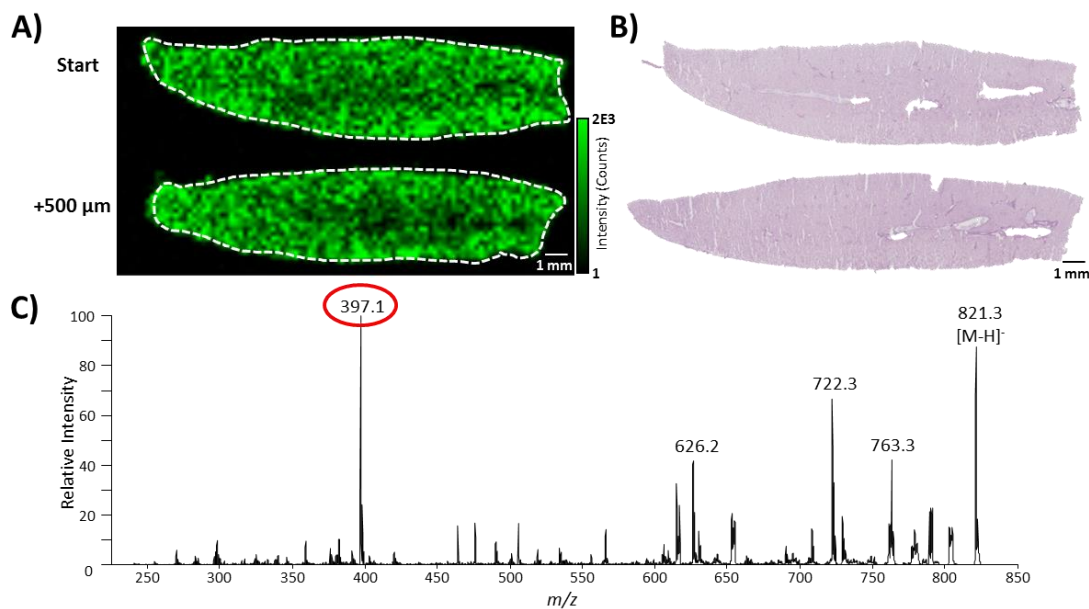 A)
B)
Start
+500 μm
2E3
Intensity (Counts)
1
1 mm
1 mm
C)
397.1
821.3
[M-H]-
722.3
763.3
626.2
Relative Intensity
100
80
60
40
20
0
250 300 350 400 450 500 550 600 650 700 750 800 850
m/z